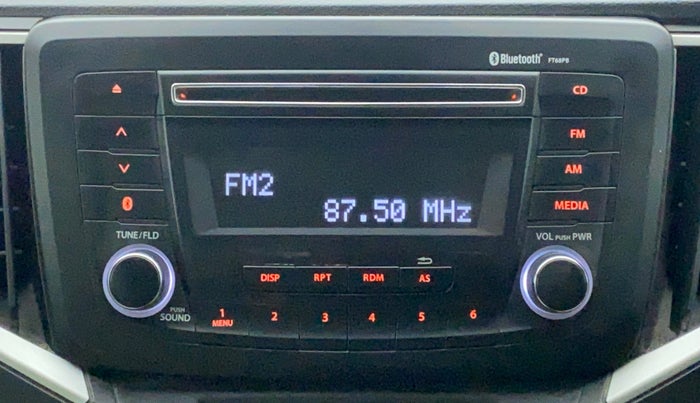 Bluetooth® FT66PB
CD
FM
AM
MEDIA
FM2
87.50 MHz
TUNE/FLD
VOL PUSH PWR
DISP RPT RDM AS
PUSH
SOUND
1 2 3 4 5 6
MENU